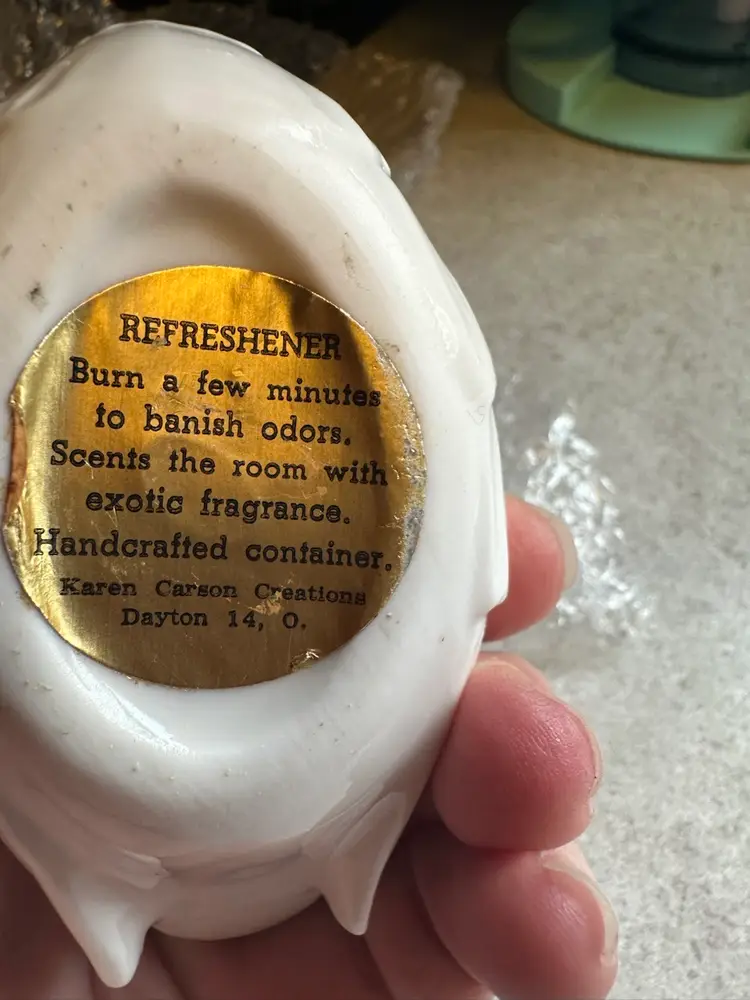 REFRESHENER
Burn a few minutes
to banish odors.
Scents the room with
exotic fragrance.
Handcrafted container.
Karen Carson Creations
Dayton 14, O.